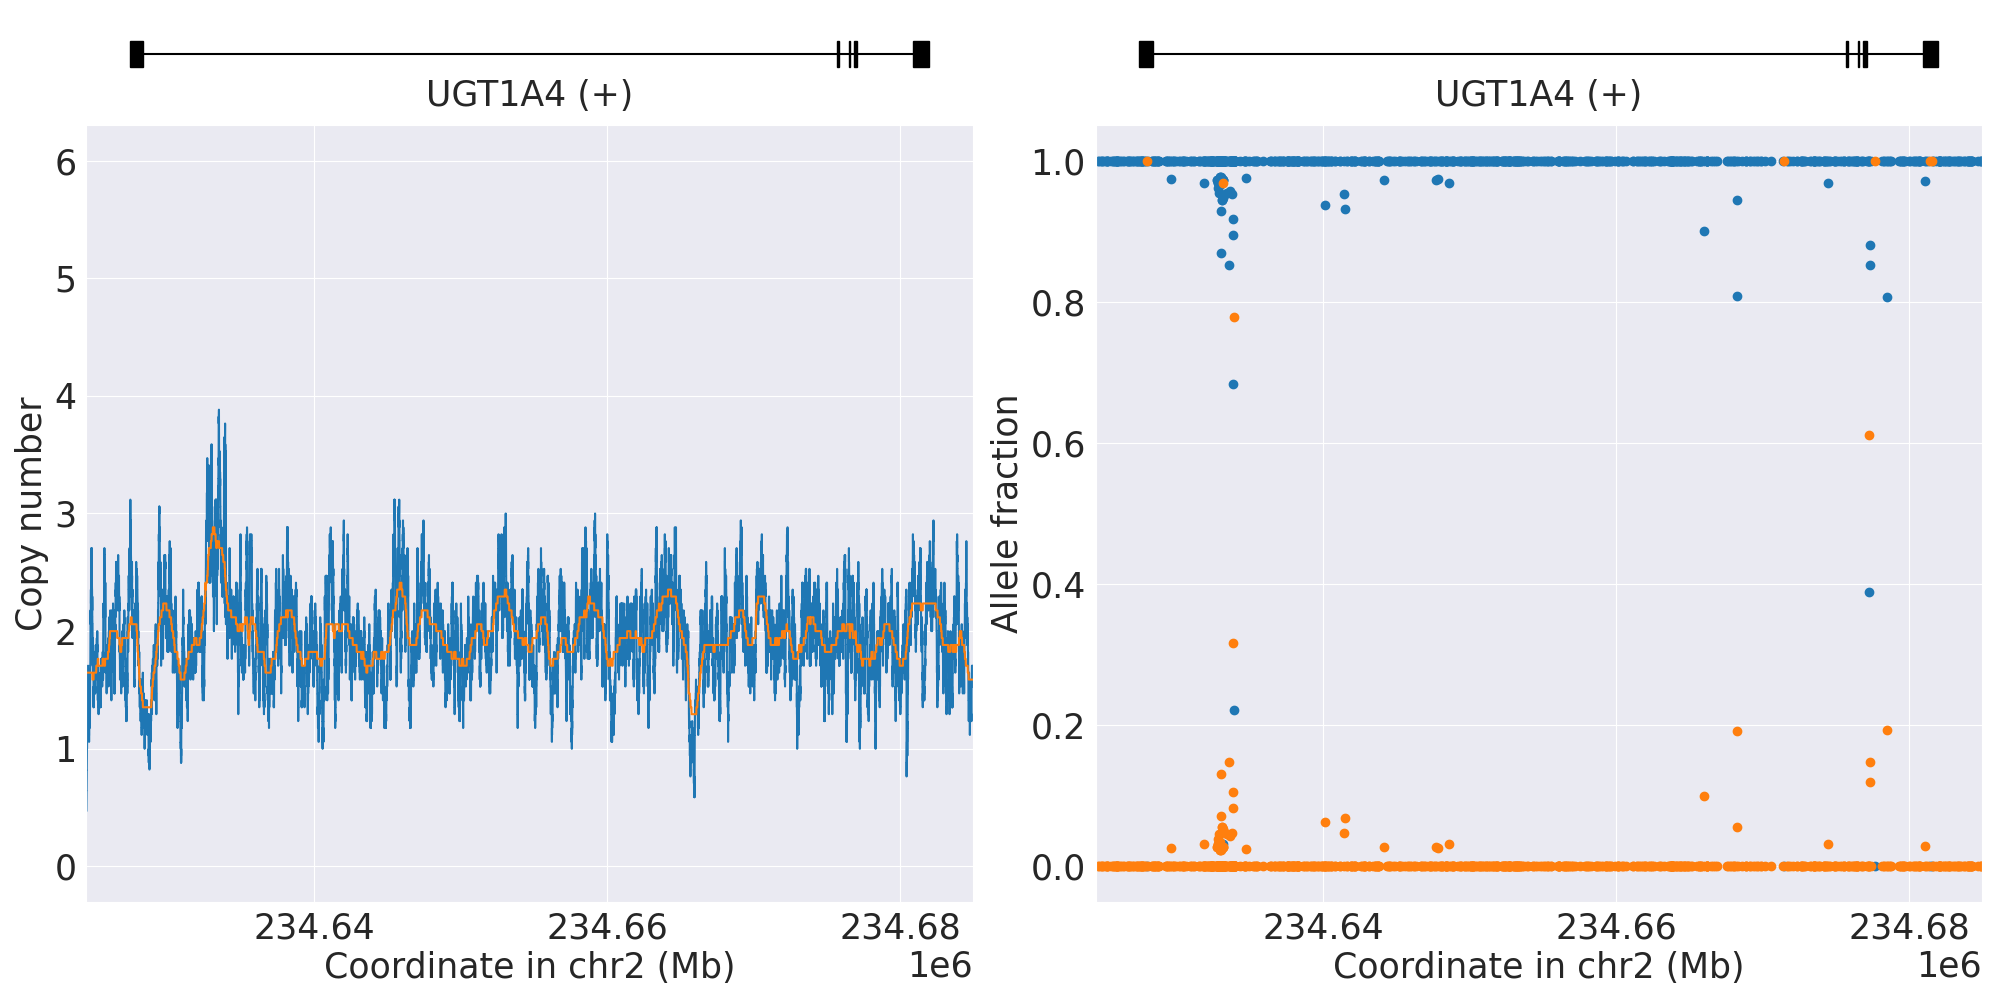 UGT1A4 (+)
6
5
4
3
2
1
0
Copy number
234.64
234.66
234.68
Coordinate in chr2 (Mb)
1e6
UGT1A4 (+)
1.0
0.8
0.6
0.4
0.2
0.0
Allele fraction
234.64
234.66
234.68
Coordinate in chr2 (Mb)
1e6